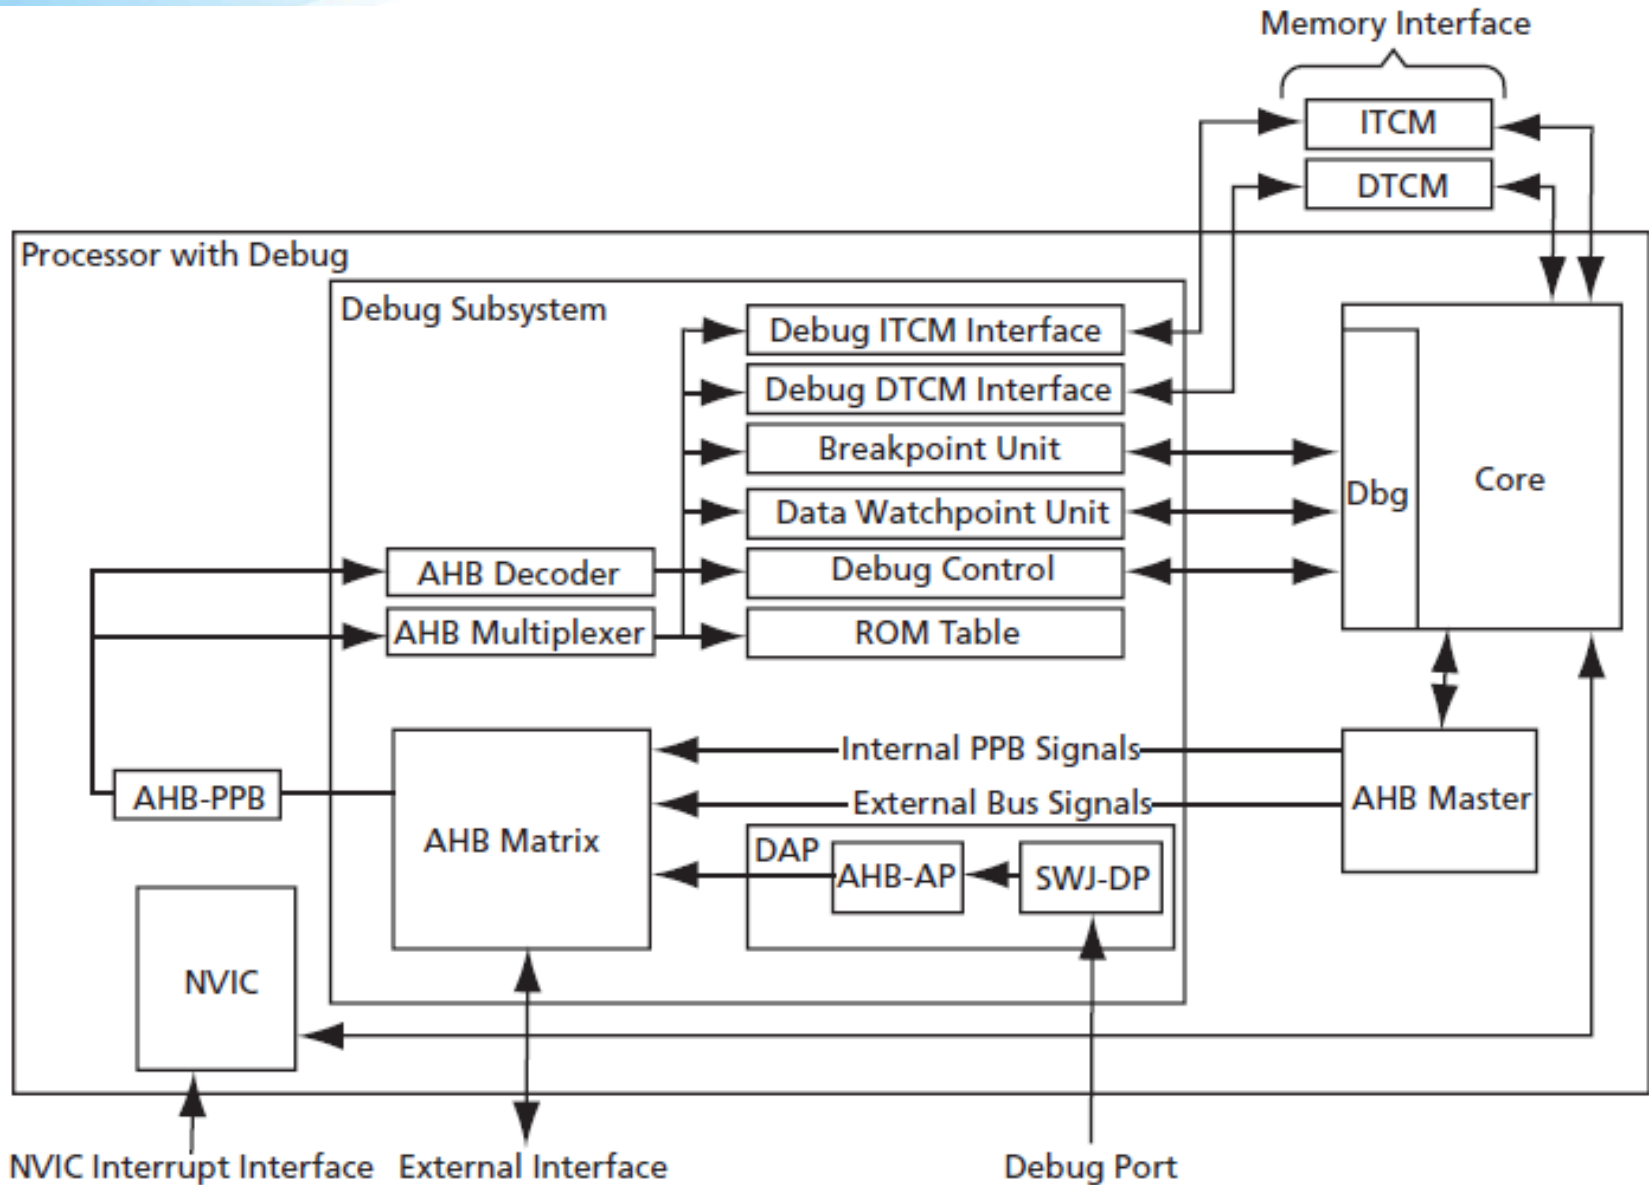 Memory Interface
ITCM
DTCM
Processor with Debug
Debug Subsystem
Debug ITCM Interface
Debug DTCM Interface
Breakpoint Unit
Data Watchpoint Unit
Debug Control
ROM Table
AHB Decoder
AHB Multiplexer
Dbg
Core
Internal PPB Signals
External Bus Signals
AHB-PPB
AHB Matrix
AHB Master
DAP
AHB-AP
SWJ-DP
NVIC
NVIC Interrupt Interface
External Interface
Debug Port